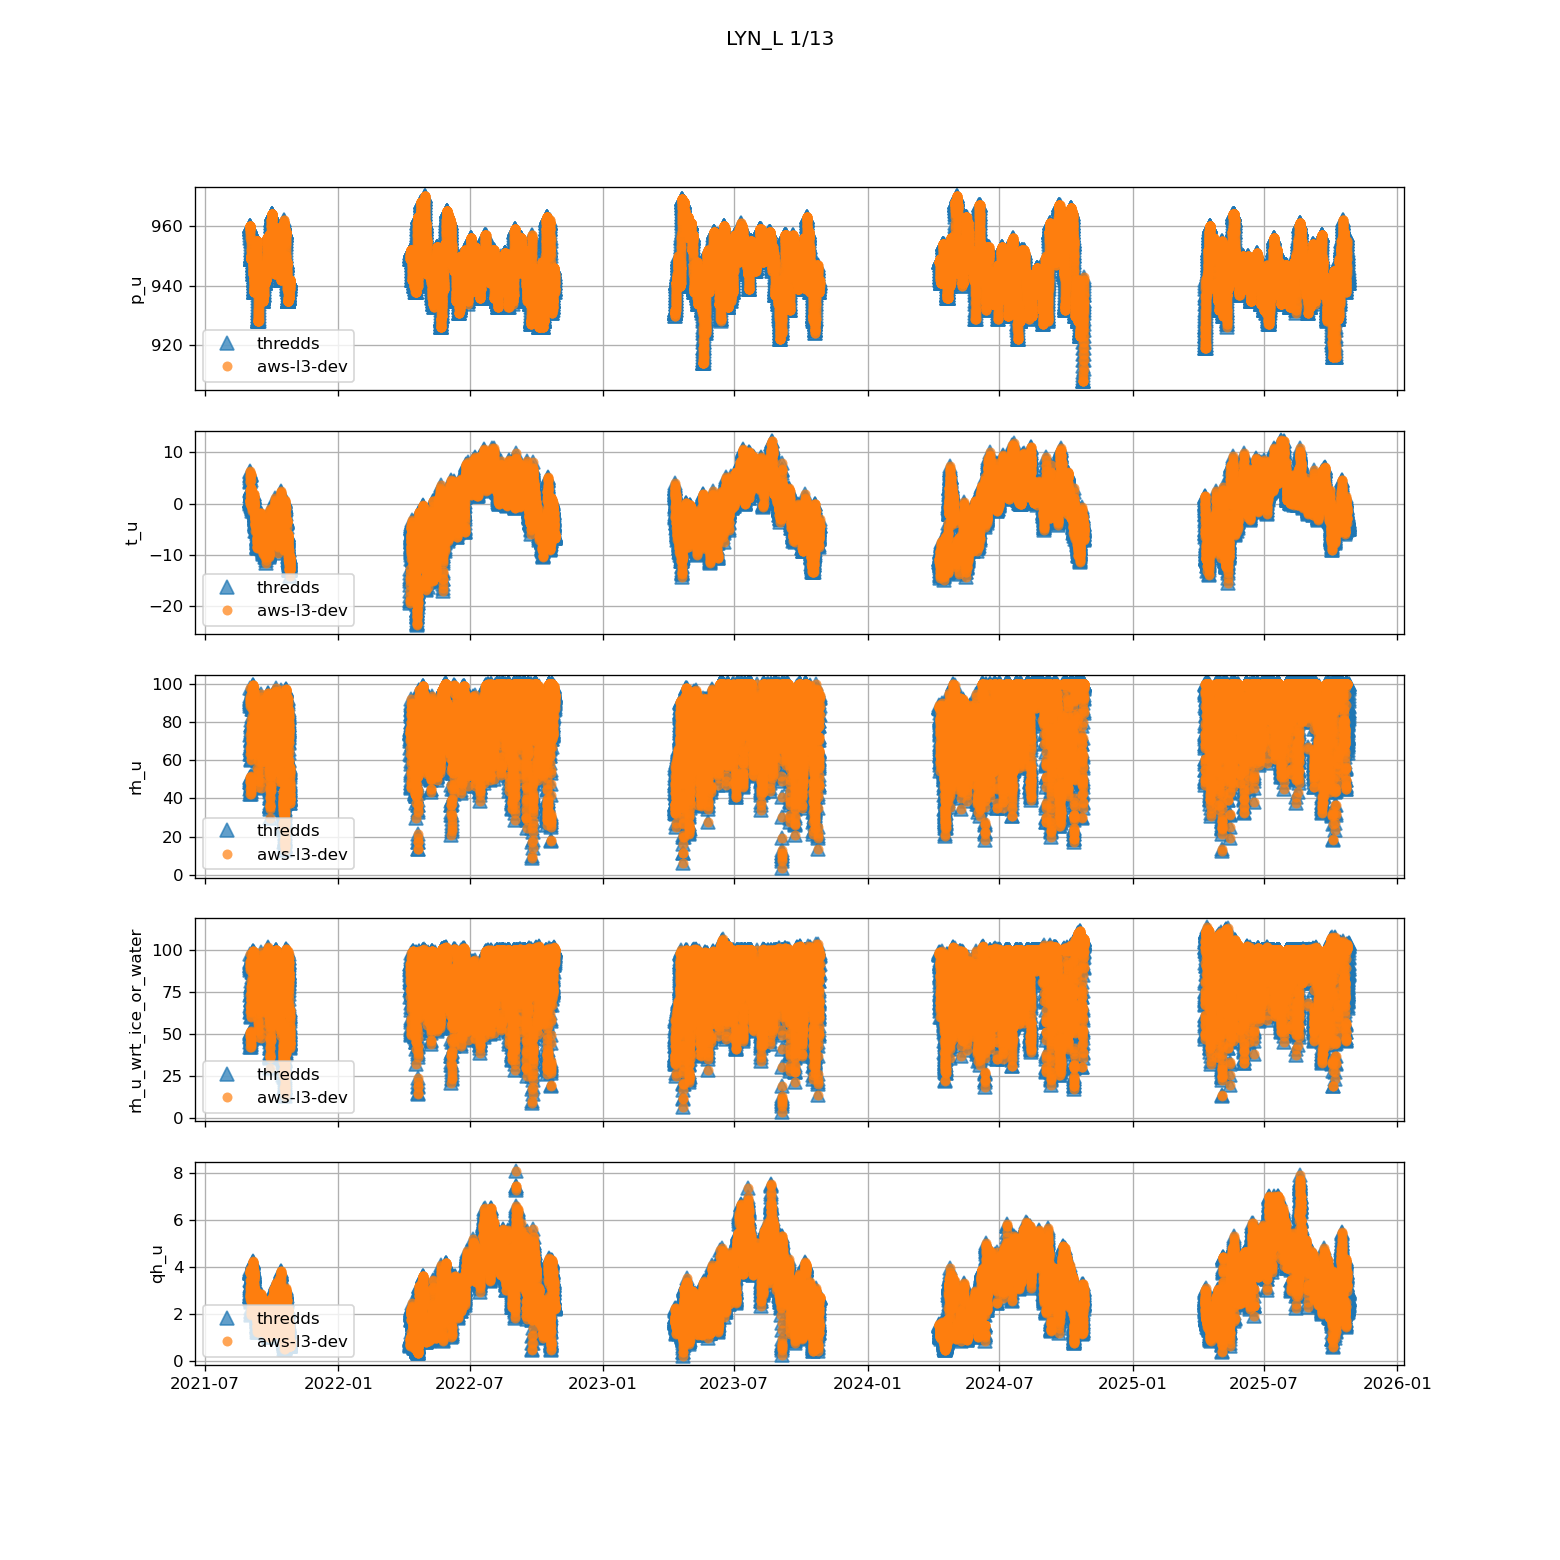 LYN_L 1/13
960
940
920
p_u
thredds
aws-l3-dev
10
0
−10
−20
t_u
thredds
aws-l3-dev
100
80
60
40
20
0
rh_u
thredds
aws-l3-dev
100
75
50
25
0
rh_u_wrt_ice_or_water
thredds
aws-l3-dev
8
6
4
2
0
qh_u
thredds
aws-l3-dev
2021-07 2022-01 2022-07 2023-01 2023-07 2024-01 2024-07 2025-01 2025-07 2026-01